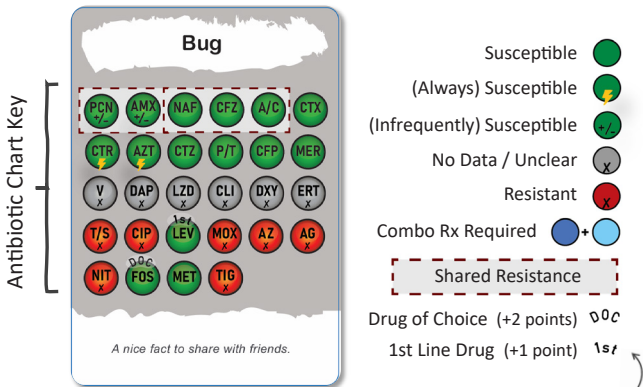 Bug
Antibiotic Chart Key
PCN +/- AMX +/- NAF CFZ A/C CTX
CTR AZT CTZ P/T CFP MER
V x DAP x LZD x CLI x DXY x ERT x
T/S x CIP x 1st LEV MOX x AZ x AG x
NIT x DOC FOS MET TIG x
A nice fact to share with friends.
Susceptible
(Always) Susceptible
(Infrequently) Susceptible +/-
No Data / Unclear x
Resistant x
Combo Rx Required +
Shared Resistance
Drug of Choice (+2 points) DOC
1st Line Drug (+1 point) 1st